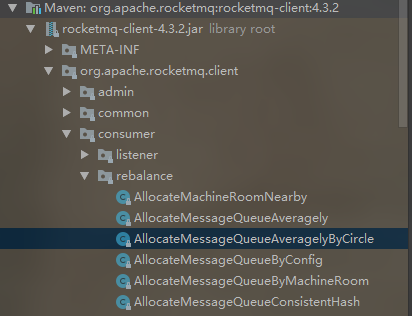 Maven: org.apache.rocketmq:rocketmq-client:4.3.2
rocketmq-client-4.3.2.jar library root
META-INF
org.apache.rocketmq.client
admin
common
consumer
listener
rebalance
AllocateMachineRoomNearby
AllocateMessageQueueAveragely
AllocateMessageQueueAveragelyByCircle
AllocateMessageQueueByConfig
AllocateMessageQueueByMachineRoom
AllocateMessageQueueConsistentHash